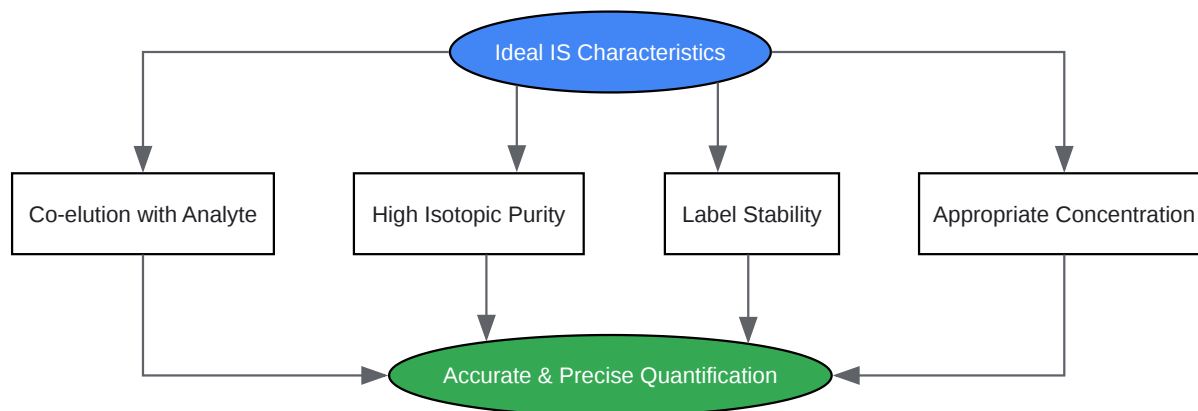 Ideal IS Characteristics
Co-elution with Analyte
High Isotopic Purity
Label Stability
Appropriate Concentration
Accurate & Precise Quantification